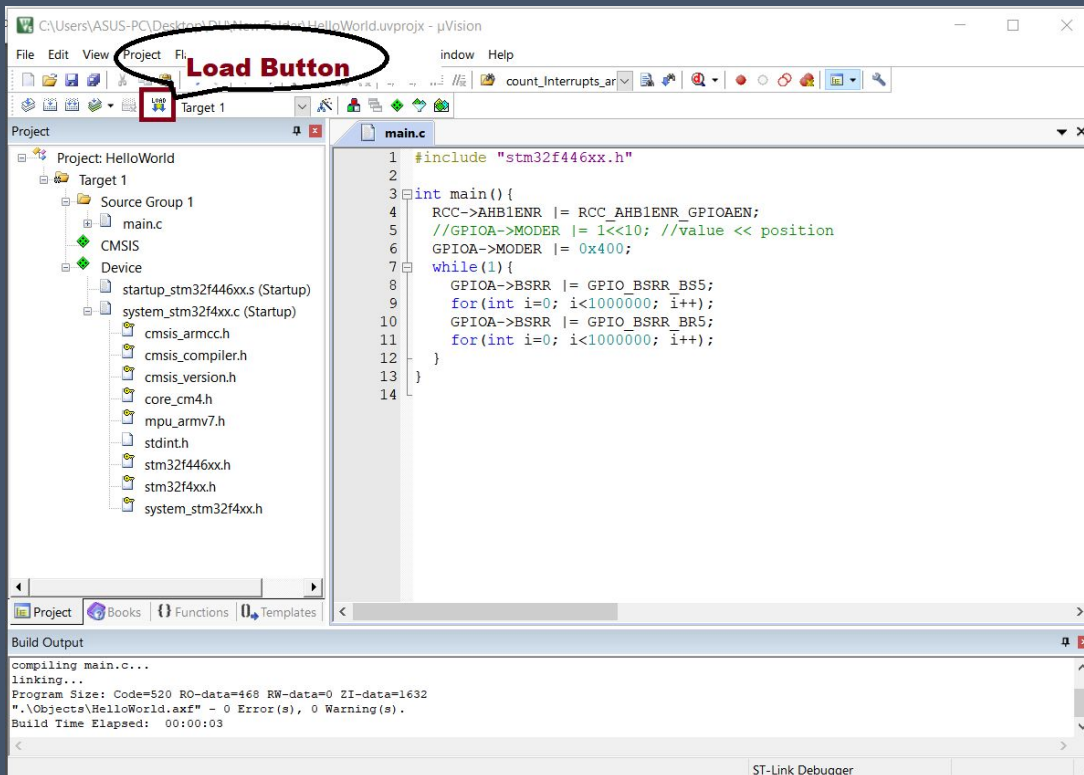 C:\Users\ASUS-PC\Desktop\DU\New Folder\HelloWorld.uvprojx - µVision
File Edit View Project Fl indow Help
Load Button
count_Interrupts_ar
LOAD Target 1
Project
main.c
Project: HelloWorld
Target 1
Source Group 1
main.c
CMSIS
Device
startup_stm32f446xx.s (Startup)
system_stm32f4xx.c (Startup)
cmsis_armcc.h
cmsis_compiler.h
cmsis_version.h
core_cm4.h
mpu_armv7.h
stdint.h
stm32f446xx.h
stm32f4xx.h
system_stm32f4xx.h
1 #include "stm32f446xx.h"
2
3 int main(){
4 RCC->AHB1ENR |= RCC_AHB1ENR_GPIOAEN;
5 //GPIOA->MODER |= 1<<10; //value << position
6 GPIOA->MODER |= 0x400;
7 while(1){
8 GPIOA->BSRR |= GPIO_BSRR_BS5;
9 for(int i=0; i<1000000; i++);
10 GPIOA->BSRR |= GPIO_BSRR_BR5;
11 for(int i=0; i<1000000; i++);
12 }
13 }
14
Project Books {} Functions 0 Templates
Build Output
compiling main.c...
linking...
Program Size: Code=520 RO-data=468 RW-data=0 ZI-data=1632
".\Objects\HelloWorld.axf" - 0 Error(s), 0 Warning(s).
Build Time Elapsed: 00:00:03
ST-Link Debugger